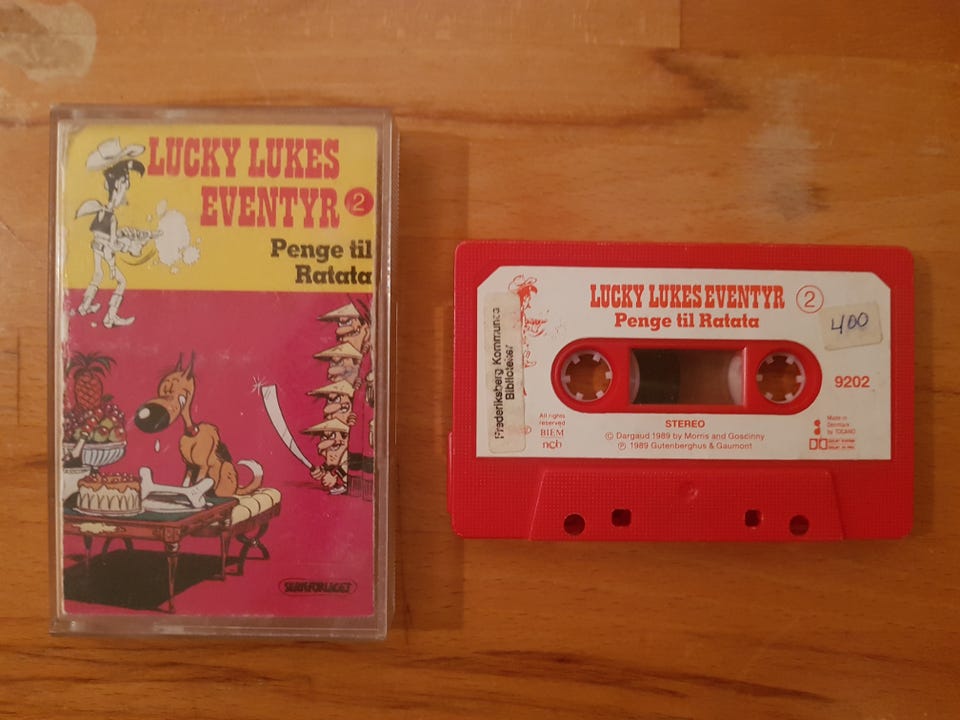 LUCKY LUKES
EVENTYR 2
Penge til
Ratata
SERIEFORLAGET
LUCKY LUKES EVENTYR 2
Penge til Ratata
400
Frederiksberg Kommunes
Biblioteker
9202
All rights
reserved
BIEM
ncb
STEREO
© Dargaud 1989 by Morris and Goscinny
℗ 1989 Gutenberghus & Gaumont
Made in
Denmark
by TOCANO